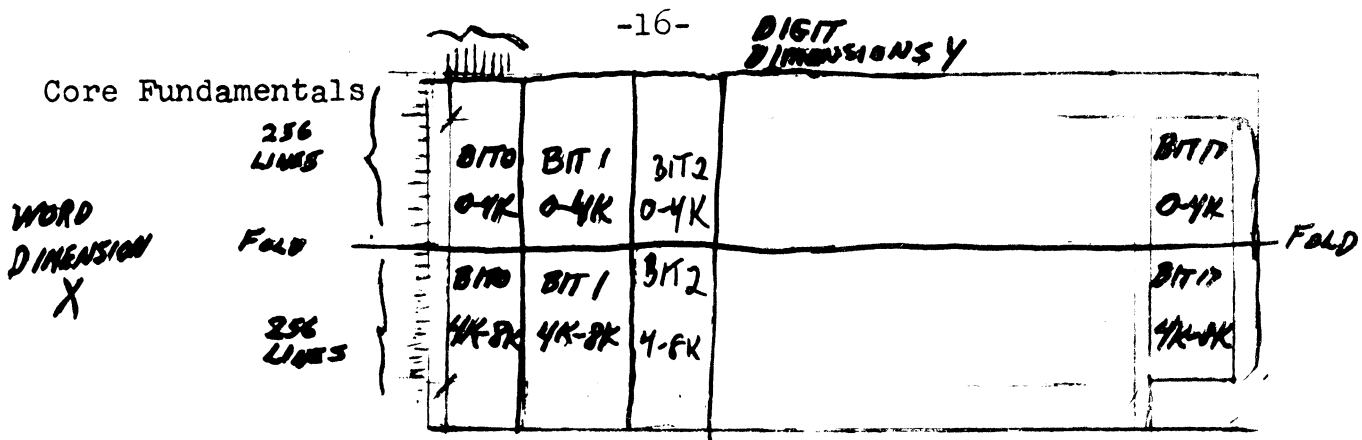 -16-
DIGIT
DIMENSIONS Y
Core Fundamentals
256
LINES
WORD
DIMENSION
X
BIT 0
0-4K
BIT 1
0-4K
BIT 2
0-4K
BIT 17
0-4K
FOLD
FOLD
BIT 0
4K-8K
BIT 1
4K-8K
BIT 2
4-8K
BIT 17
4K-8K
256
LINES